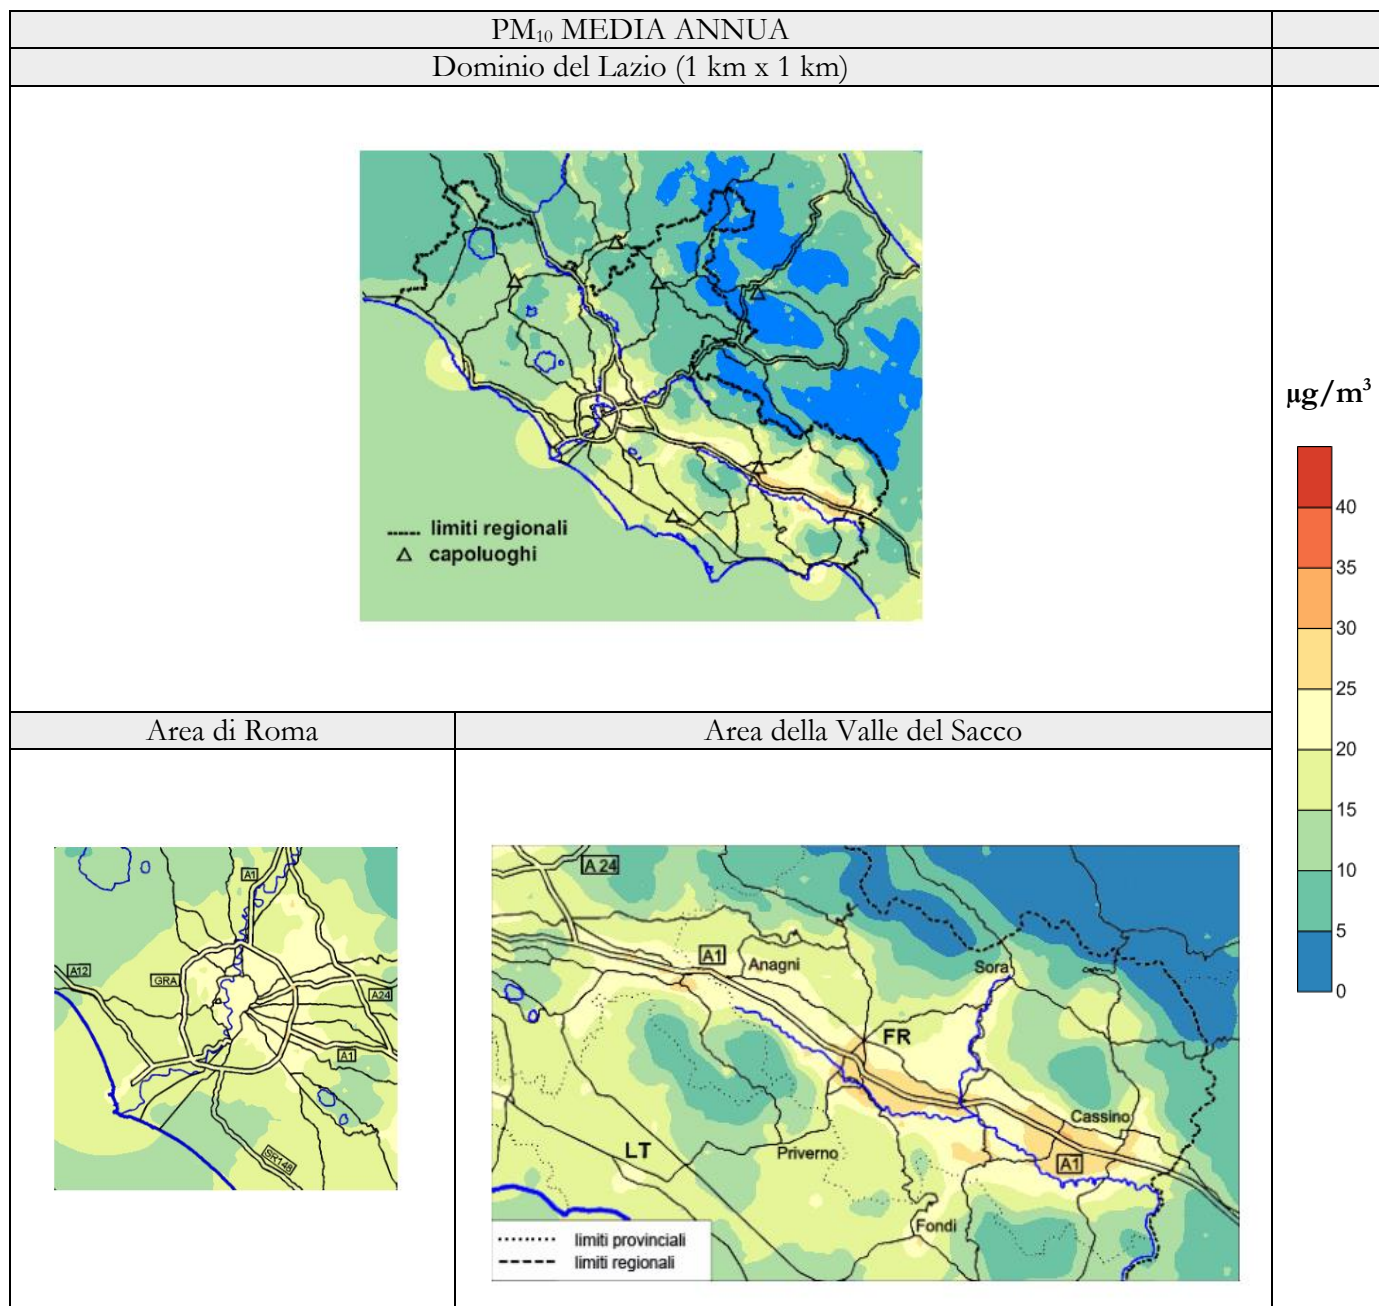 PM₁₀ MEDIA ANNUA
Dominio del Lazio (1 km x 1 km)
limiti regionali
capoluoghi
µg/m³
40
35
30
25
20
15
10
5
0
Area di Roma
Area della Valle del Sacco
A1
GRA
A12
A24
A1
SR148
A 24
A1
Anagni
Sora
FR
Cassino
LT
Priverno
A1
Fondi
limiti provinciali
limiti regionali